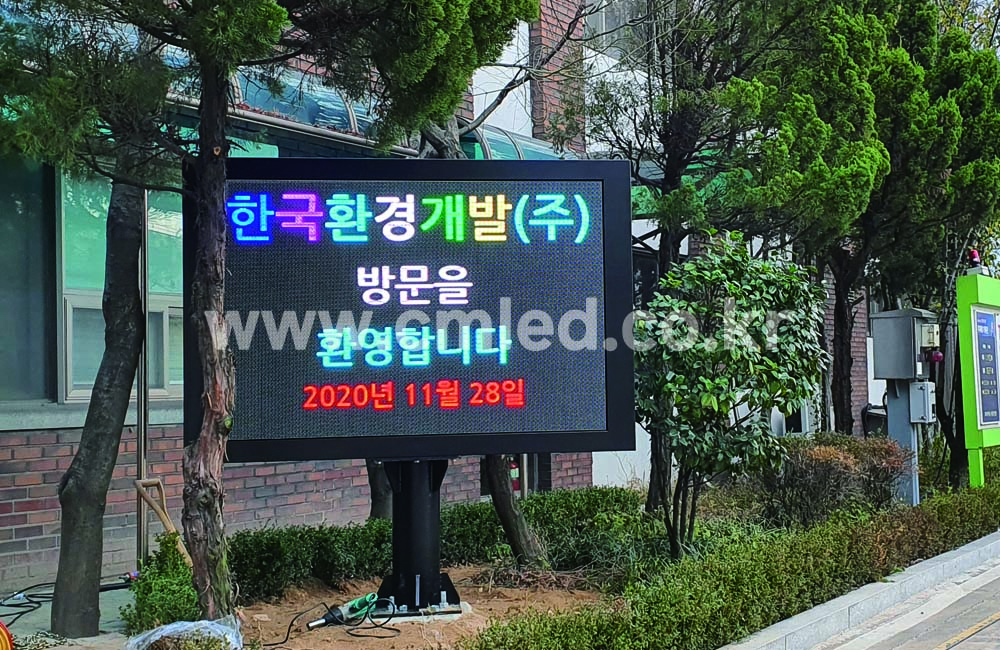 한국환경개발(주)
방문을
환영합니다
2020년 11월 28일
www.cmled.co.kr